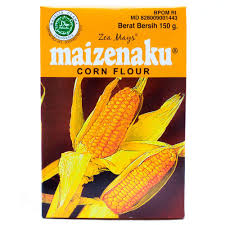 BPOM RI
MD 828009001443
Berat Bersih 150 g.
Zea Mays®
maizenaku®
CORN FLOUR